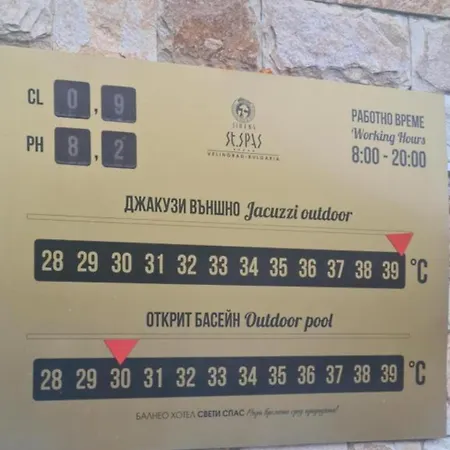 CL 0,9
PH 8,2
St.SPAS
VELINGRAD•BULGARIA
РАБОТНО ВРЕМЕ
Working Hours
8:00 - 20:00
ДЖАКУЗИ ВЪНШНО Jacuzzi outdoor
28 29 30 31 32 33 34 35 36 37 38 39 °C
ОТКРИТ БАСЕЙН Outdoor pool
28 29 30 31 32 33 34 35 36 37 38 39 °C
БАЛНЕО ХОТЕЛ СВЕТИ СПАС